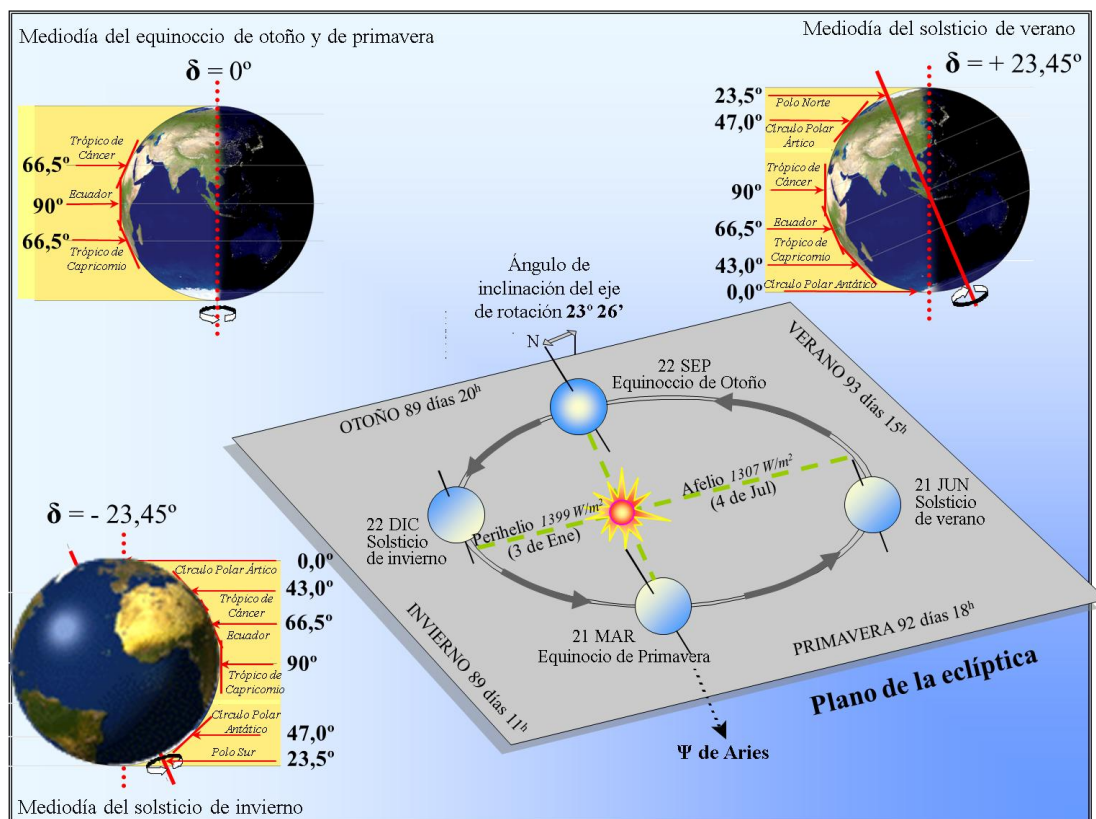 Mediodía del equinoccio de otoño y de primavera
δ = 0º
Trópico de
Cáncer
66,5º
Ecuador
90º
66,5º
Trópico de
Capricornio
Mediodía del solsticio de verano
δ = + 23,45º
23,5º
Polo Norte
47,0º
Círculo Polar
Ártico
Trópico de
Cáncer
90º
Ecuador
66,5º
Trópico de
Capricornio
43,0º
Círculo Polar Antático
0,0º
Ángulo de
inclinación del eje
de rotación 23º 26’
N
22 SEP
Equinoccio de Otoño
OTOÑO 89 días 20h
VERANO 93
días 15h
Afelio 1307 W/m²
(4 de Jul)
21 JUN
Solsticio
de verano
22 DIC
Solsticio
de invierno
Perihelio 1399 W/m²
(3 de Ene)
21 MAR
Equinocio de Primavera
INVIERNO 89 días 11h
PRIMAVERA 92 días 18h
Plano de la eclíptica
Ψ de Aries
δ = - 23,45º
0,0º
Círculo Polar Ártico
43,0º
Trópico de
Cáncer
66,5º
Ecuador
90º
Trópico de
Capricornio
Círculo Polar
Antático
47,0º
Polo Sur
23,5º
Mediodía del solsticio de invierno